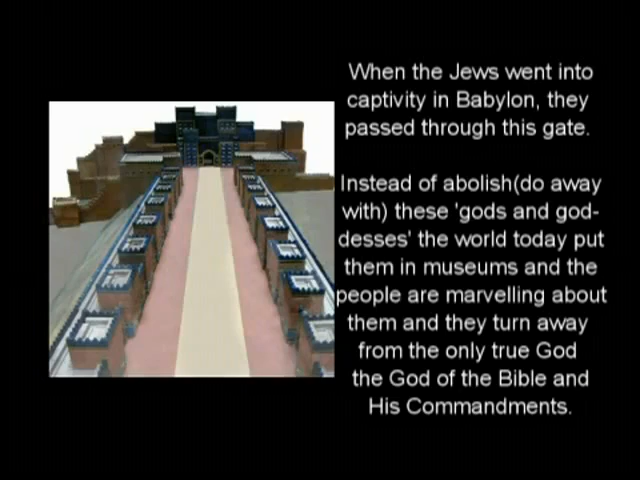 When the Jews went into
captivity in Babylon, they
passed through this gate.
Instead of abolish(do away
with) these 'gods and god-
desses' the world today put
them in museums and the
people are marvelling about
them and they turn away
from the only true God
the God of the Bible and
His Commandments.